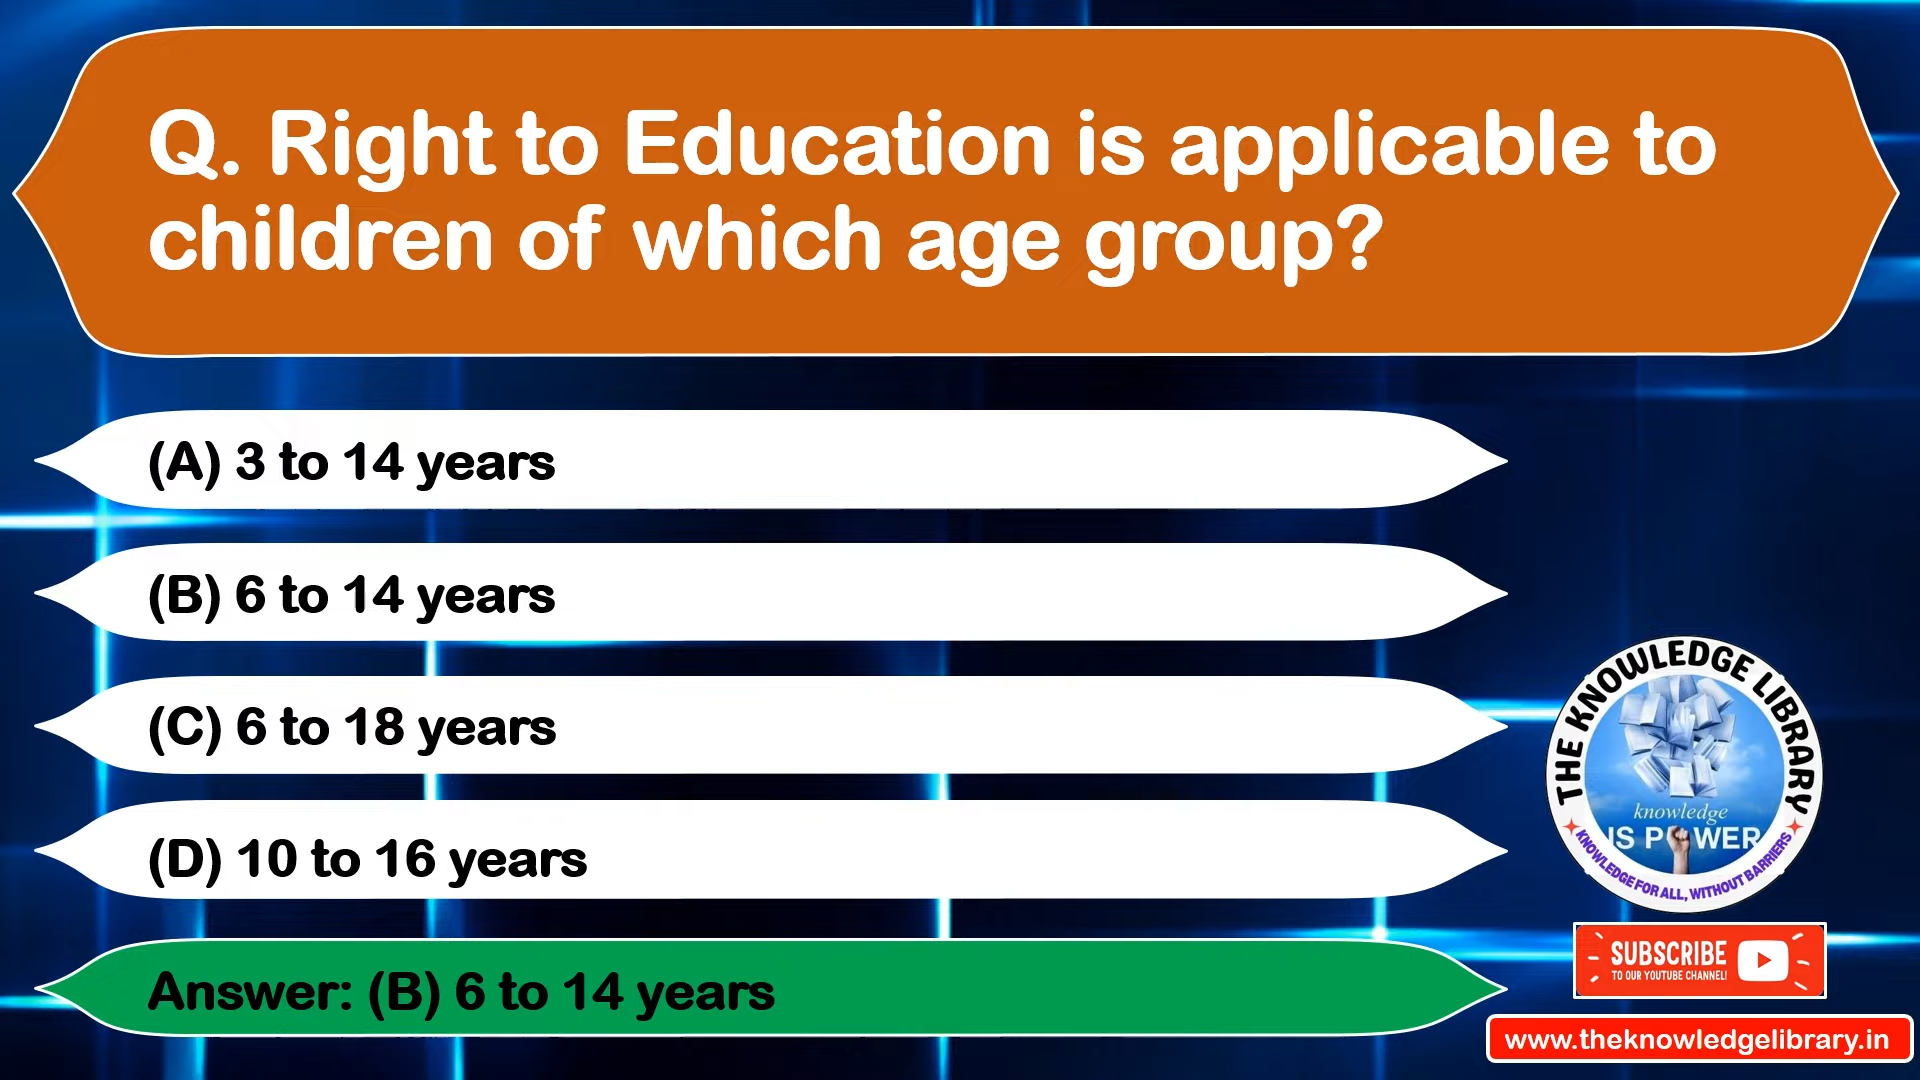 Q. Right to Education is applicable to
children of which age group?
(A) 3 to 14 years
(B) 6 to 14 years
(C) 6 to 18 years
(D) 10 to 16 years
Answer: (B) 6 to 14 years
THE KNOWLEDGE LIBRARY
knowledge
IS POWER
KNOWLEDGE FOR ALL, WITHOUT BARRIERS
SUBSCRIBE
TO OUR YOUTUBE CHANNEL!
www.theknowledgelibrary.in